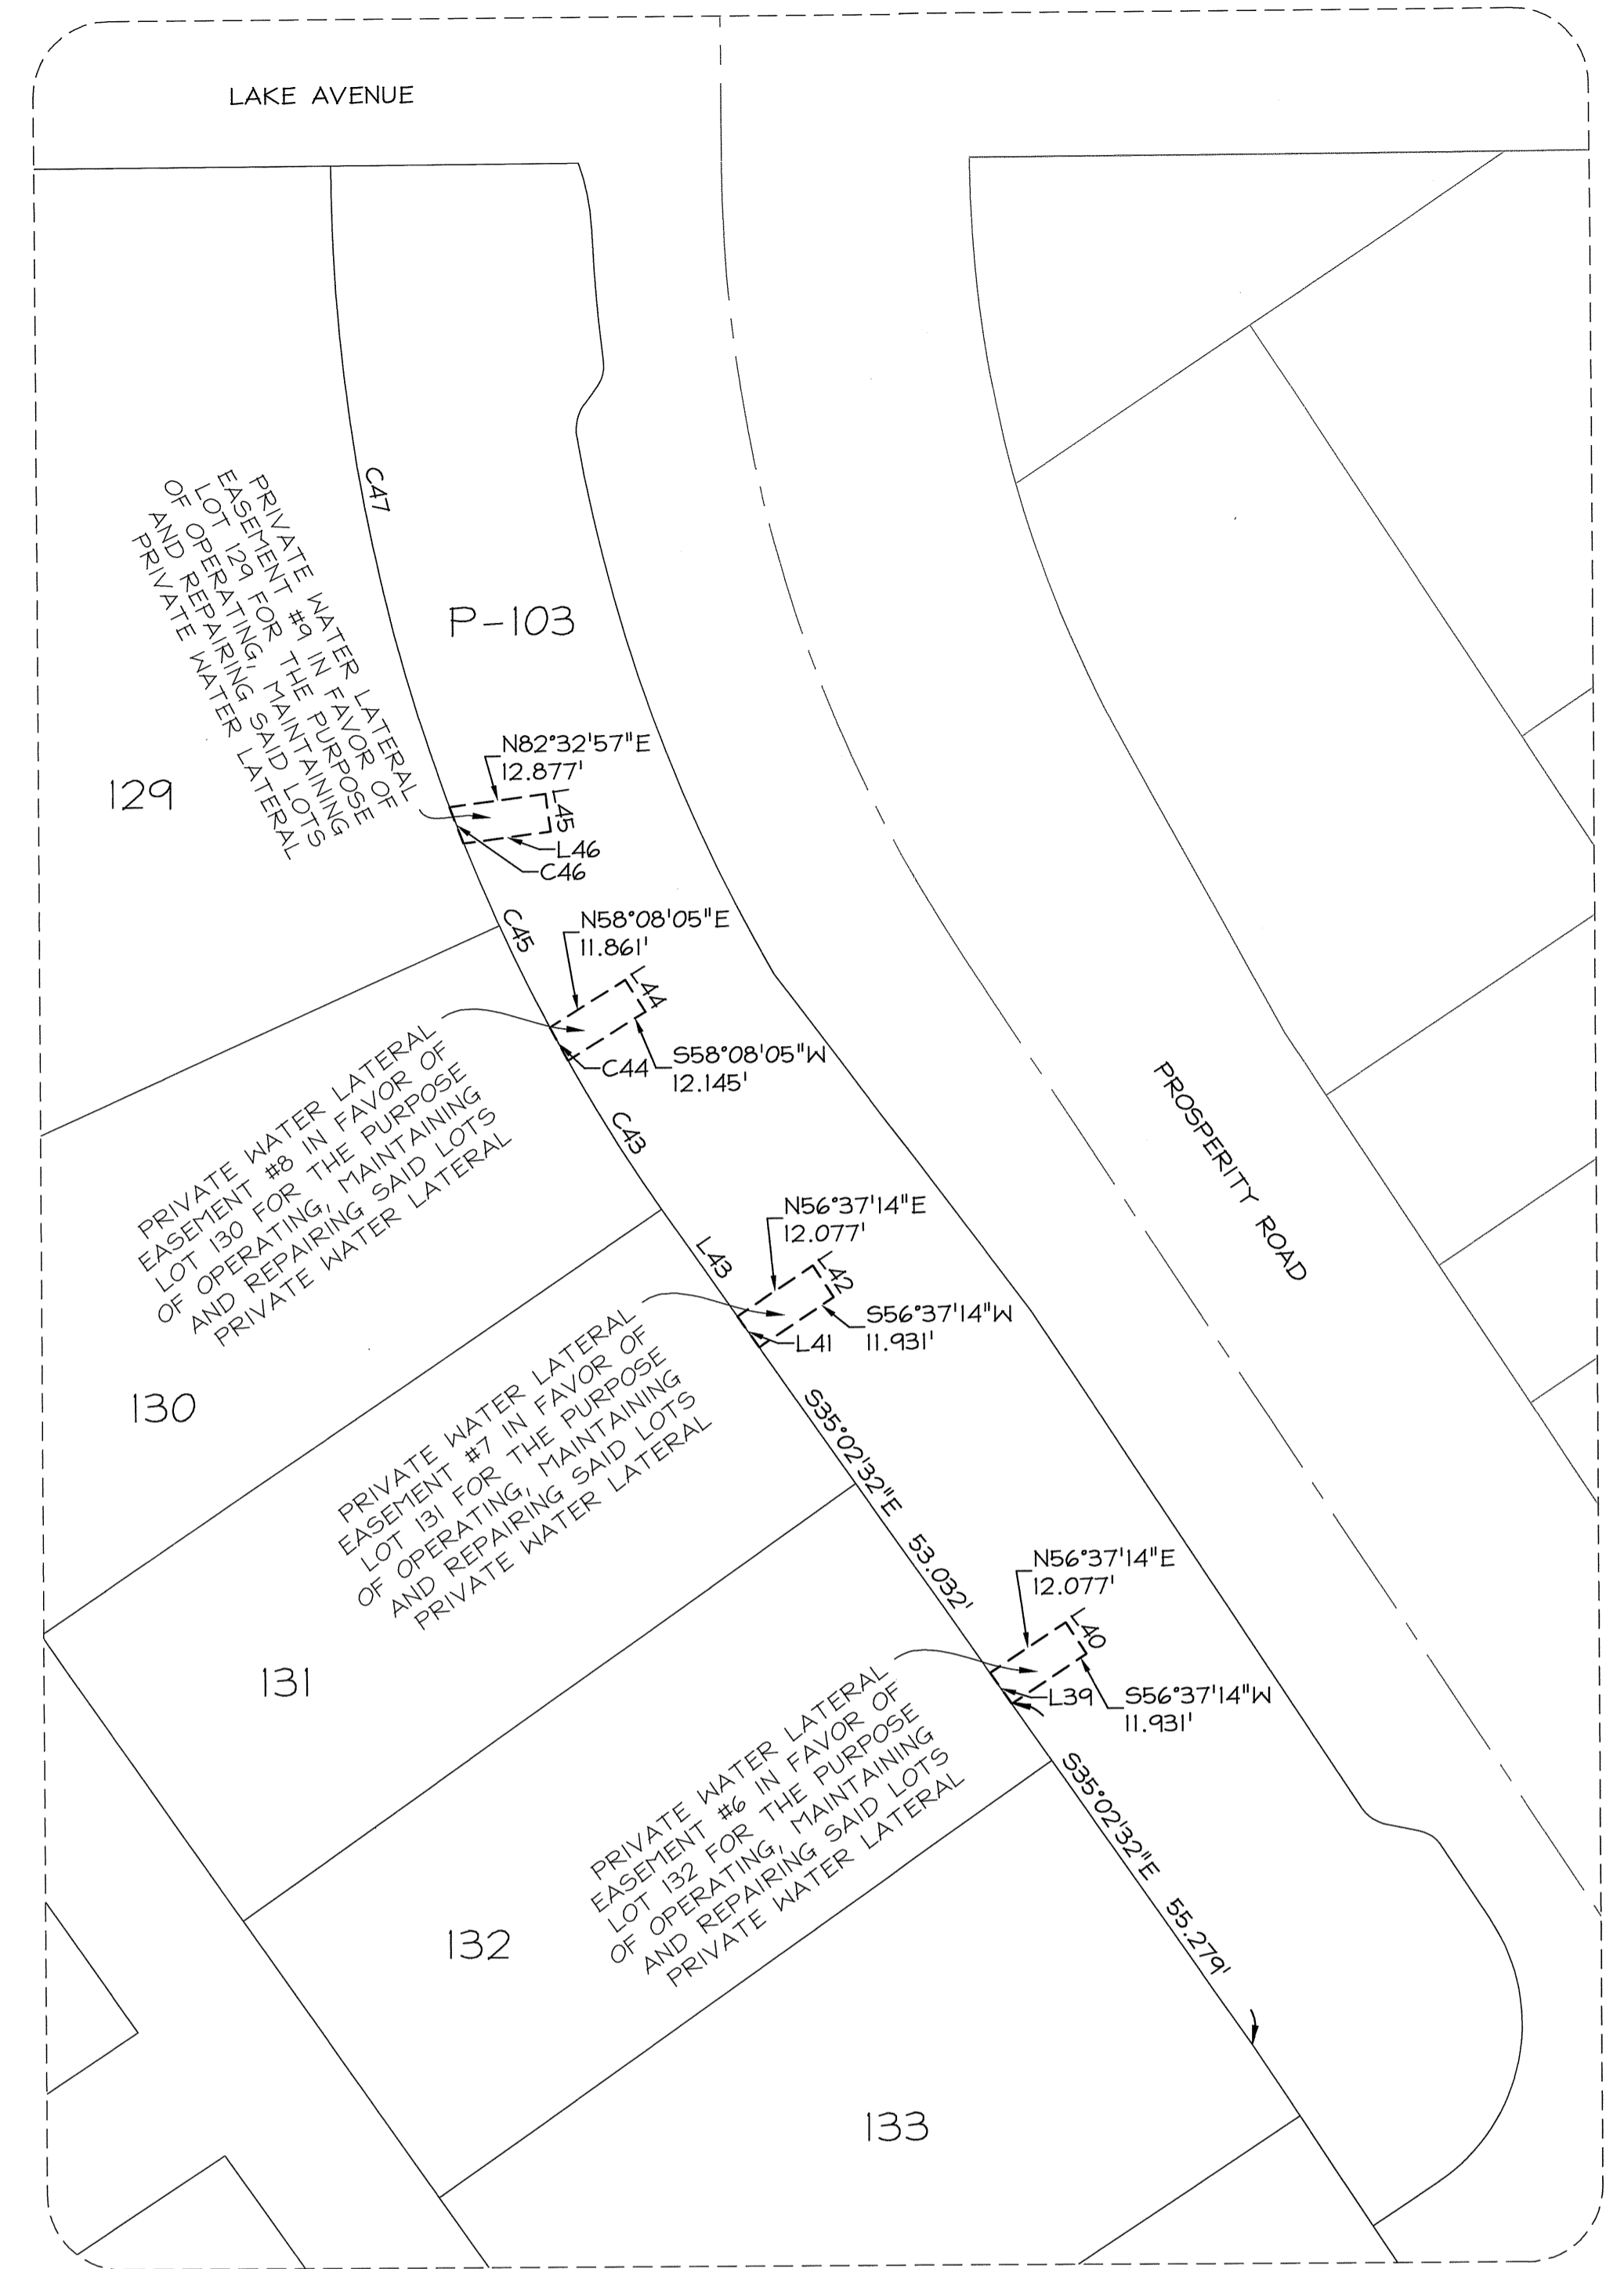 LAKE AVENUE
C47
PRIVATE WATER LATERAL
EASEMENT #9 IN FAVOR OF
LOT 129 FOR THE PURPOSE
OF OPERATING, MAINTAINING
AND REPAIRING SAID LOTS
PRIVATE WATER LATERAL
P-103
129
N82°32'57"E
12.877'
L45
L46
C46
C45
N58°08'05"E
11.861'
L44
S58°08'05"W
12.145'
C44
PRIVATE WATER LATERAL
EASEMENT #8 IN FAVOR OF
LOT 130 FOR THE PURPOSE
OF OPERATING, MAINTAINING
AND REPAIRING SAID LOTS
PRIVATE WATER LATERAL
C43
PROSPERITY ROAD
130
L43
N56°37'14"E
12.077'
L42
S56°37'14"W
11.931'
L41
PRIVATE WATER LATERAL
EASEMENT #7 IN FAVOR OF
LOT 131 FOR THE PURPOSE
OF OPERATING, MAINTAINING
AND REPAIRING SAID LOTS
PRIVATE WATER LATERAL
S35°02'32"E 53.032'
131
N56°37'14"E
12.077'
L40
L39
S56°37'14"W
11.931'
PRIVATE WATER LATERAL
EASEMENT #6 IN FAVOR OF
LOT 132 FOR THE PURPOSE
OF OPERATING, MAINTAINING
AND REPAIRING SAID LOTS
PRIVATE WATER LATERAL
S35°02'32"E 55.279'
132
133